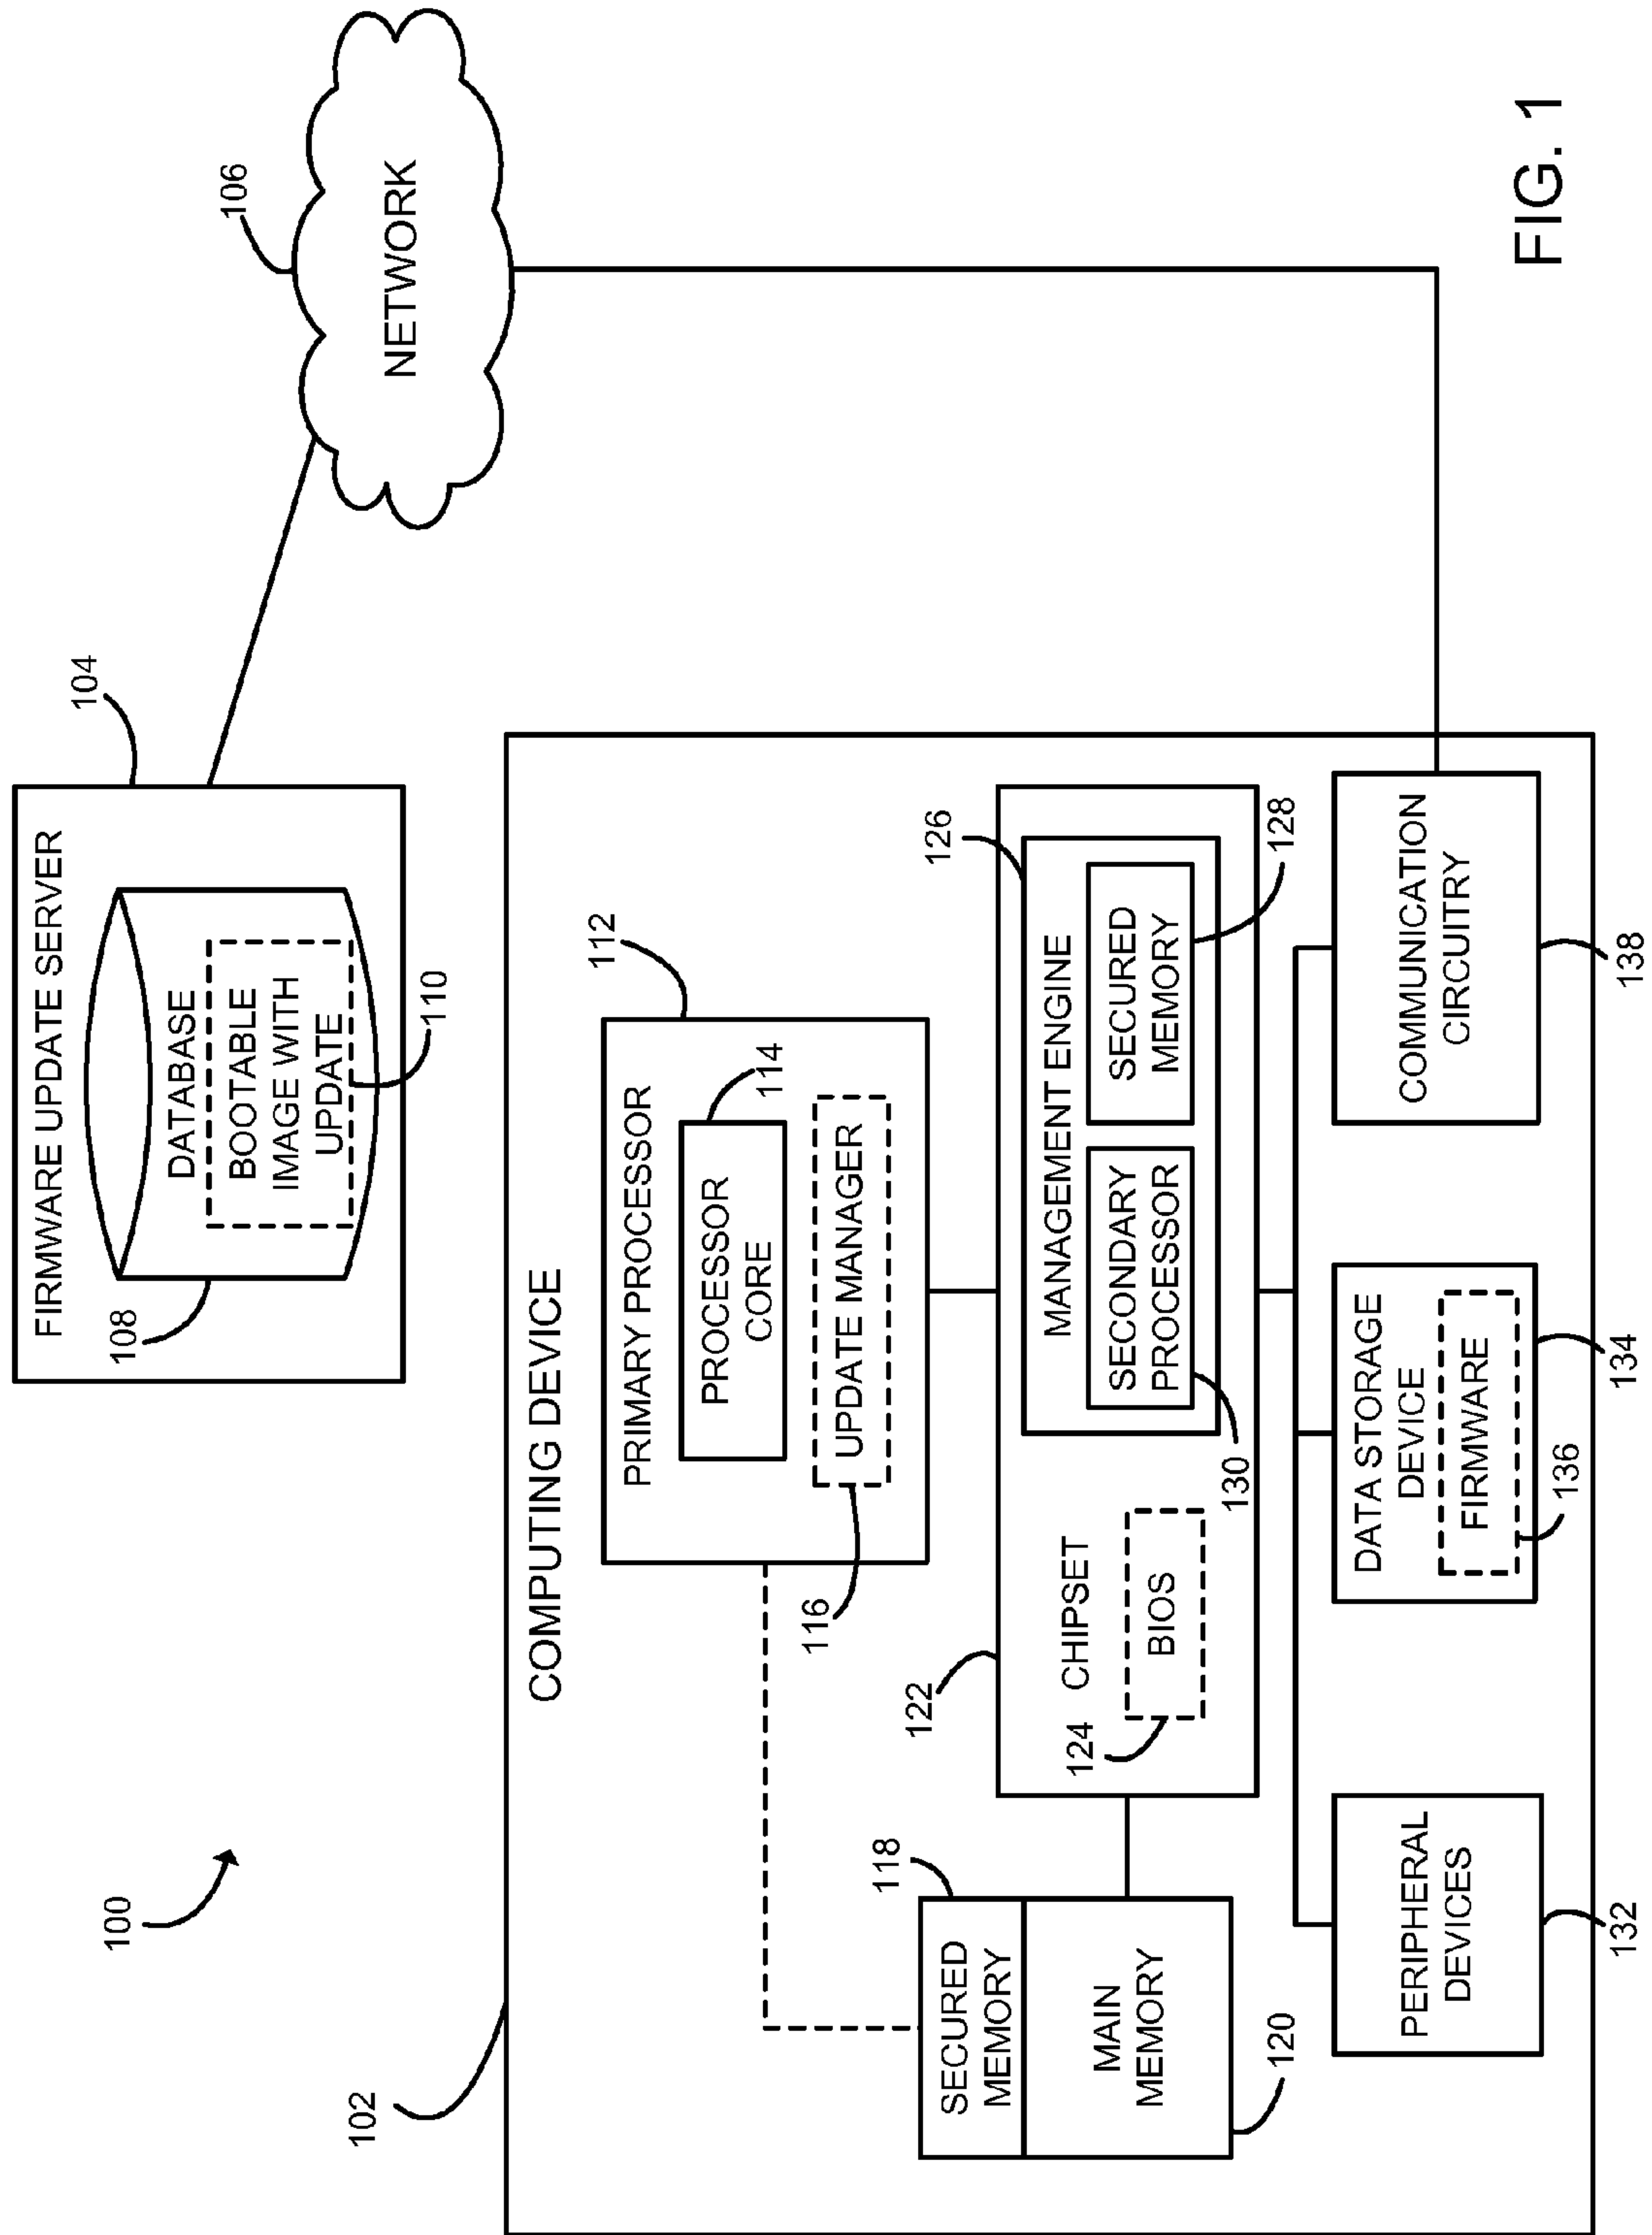 100
FIRMWARE UPDATE SERVER
104
DATABASE
108
BOOTABLE
IMAGE WITH
UPDATE
110
106
NETWORK
102
COMPUTING DEVICE
PRIMARY PROCESSOR
112
PROCESSOR
CORE
114
UPDATE MANAGER
116
SECURED
MEMORY
118
MAIN
MEMORY
120
122
CHIPSET
BIOS
124
MANAGEMENT ENGINE
126
SECONDARY
PROCESSOR
130
SECURED
MEMORY
128
PERIPHERAL
DEVICES
132
DATA STORAGE
DEVICE
134
FIRMWARE
136
COMMUNICATION
CIRCUITRY
138
FIG. 1